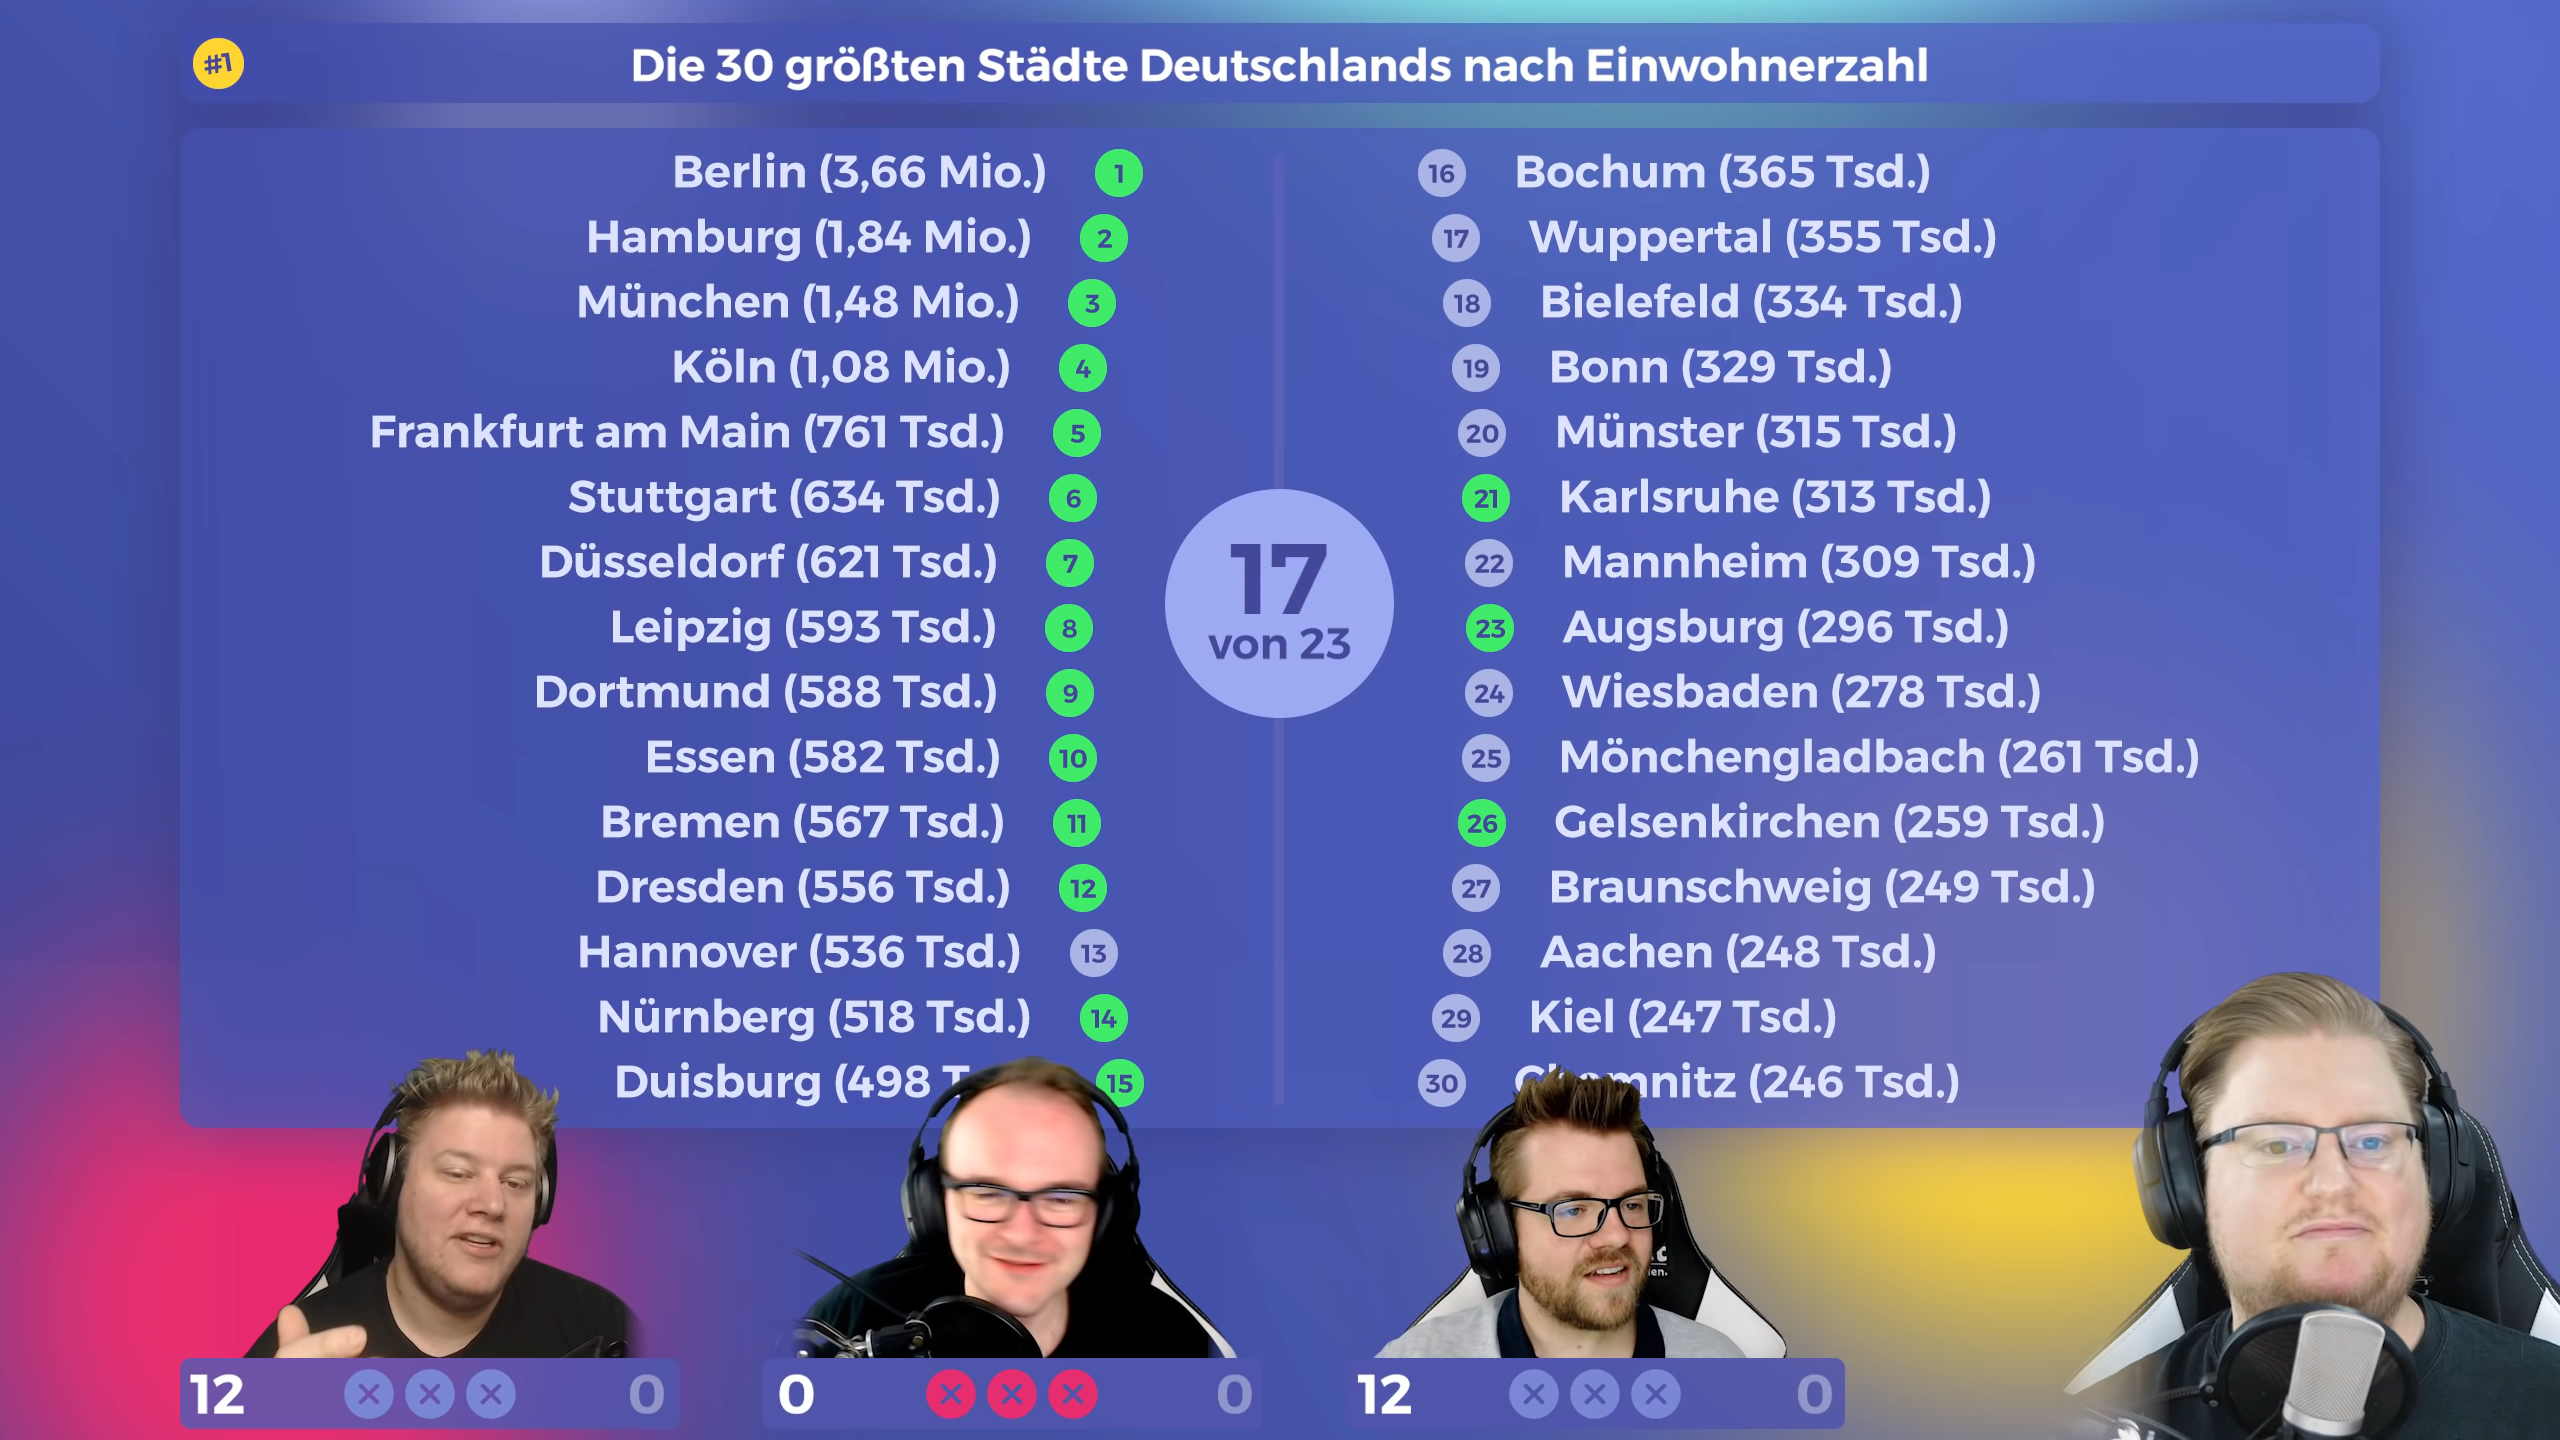 #1
Die 30 größten Städte Deutschlands nach Einwohnerzahl
Berlin (3,66 Mio.) 1
Hamburg (1,84 Mio.) 2
München (1,48 Mio.) 3
Köln (1,08 Mio.) 4
Frankfurt am Main (761 Tsd.) 5
Stuttgart (634 Tsd.) 6
Düsseldorf (621 Tsd.) 7
Leipzig (593 Tsd.) 8
Dortmund (588 Tsd.) 9
Essen (582 Tsd.) 10
Bremen (567 Tsd.) 11
Dresden (556 Tsd.) 12
Hannover (536 Tsd.) 13
Nürnberg (518 Tsd.) 14
Duisburg (498 T 15
17
von 23
16 Bochum (365 Tsd.)
17 Wuppertal (355 Tsd.)
18 Bielefeld (334 Tsd.)
19 Bonn (329 Tsd.)
20 Münster (315 Tsd.)
21 Karlsruhe (313 Tsd.)
22 Mannheim (309 Tsd.)
23 Augsburg (296 Tsd.)
24 Wiesbaden (278 Tsd.)
25 Mönchengladbach (261 Tsd.)
26 Gelsenkirchen (259 Tsd.)
27 Braunschweig (249 Tsd.)
28 Aachen (248 Tsd.)
29 Kiel (247 Tsd.)
30 Chemnitz (246 Tsd.)
12 0
0 0
12 0